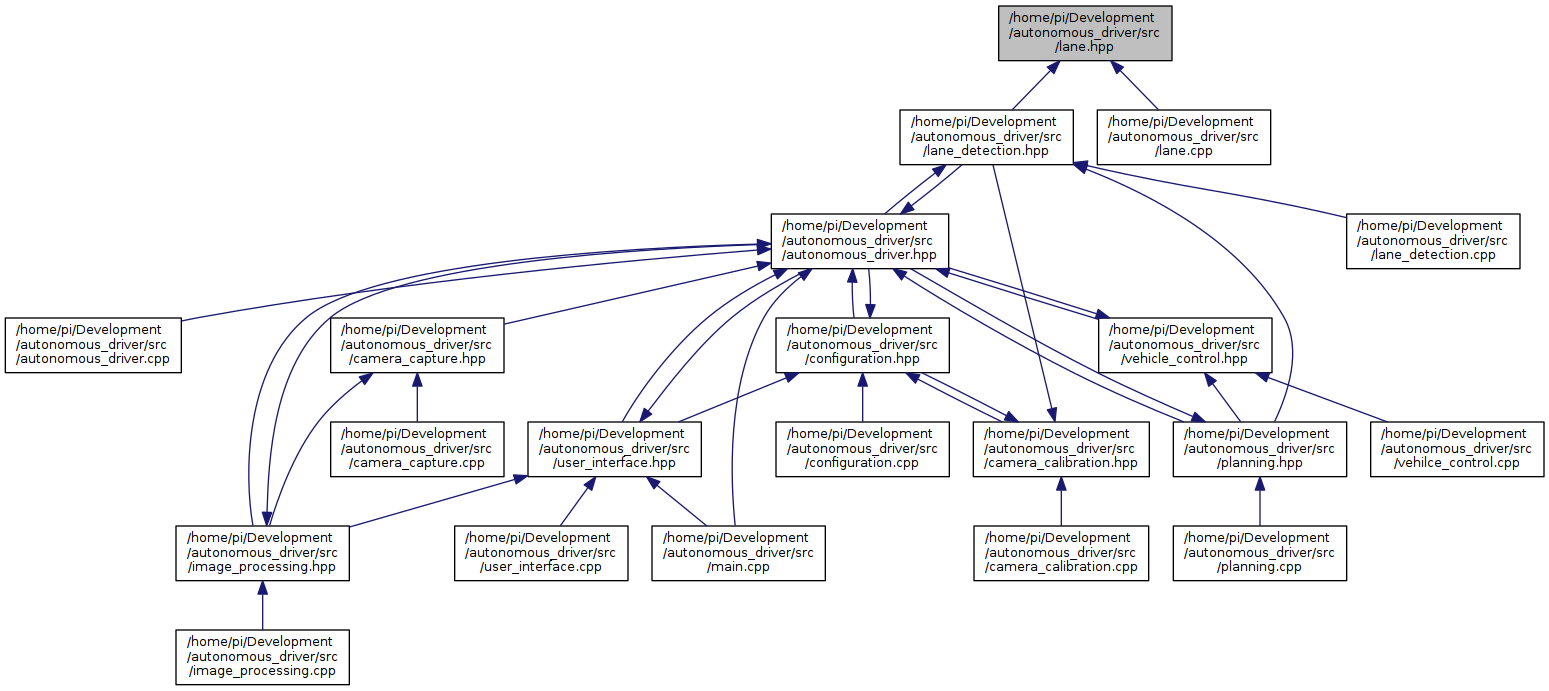 /home/pi/Development
/autonomous_driver/src
/lane.hpp
/home/pi/Development
/autonomous_driver/src
/lane_detection.hpp
/home/pi/Development
/autonomous_driver/src
/lane.cpp
/home/pi/Development
/autonomous_driver/src
/autonomous_driver.hpp
/home/pi/Development
/autonomous_driver/src
/lane_detection.cpp
/home/pi/Development
/autonomous_driver/src
/autonomous_driver.cpp
/home/pi/Development
/autonomous_driver/src
/camera_capture.hpp
/home/pi/Development
/autonomous_driver/src
/configuration.hpp
/home/pi/Development
/autonomous_driver/src
/vehicle_control.hpp
/home/pi/Development
/autonomous_driver/src
/camera_capture.cpp
/home/pi/Development
/autonomous_driver/src
/user_interface.hpp
/home/pi/Development
/autonomous_driver/src
/configuration.cpp
/home/pi/Development
/autonomous_driver/src
/camera_calibration.hpp
/home/pi/Development
/autonomous_driver/src
/planning.hpp
/home/pi/Development
/autonomous_driver/src
/vehilce_control.cpp
/home/pi/Development
/autonomous_driver/src
/image_processing.hpp
/home/pi/Development
/autonomous_driver/src
/user_interface.cpp
/home/pi/Development
/autonomous_driver/src
/main.cpp
/home/pi/Development
/autonomous_driver/src
/camera_calibration.cpp
/home/pi/Development
/autonomous_driver/src
/planning.cpp
/home/pi/Development
/autonomous_driver/src
/image_processing.cpp